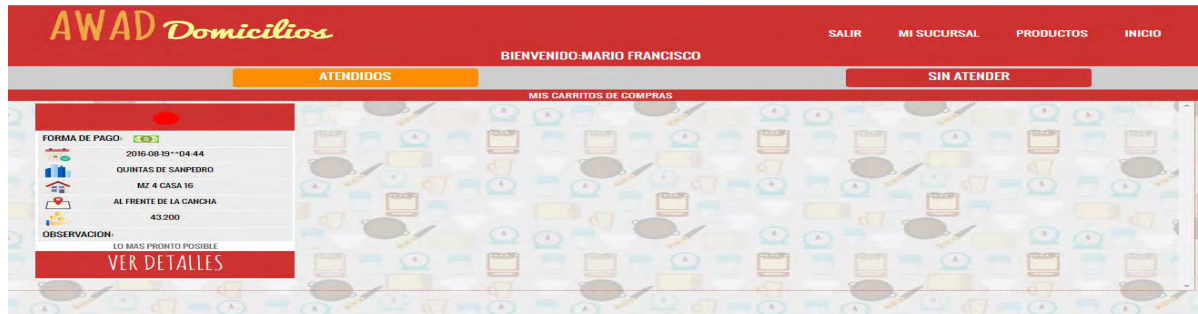 AWAD Domicilios
SALIR MI SUCURSAL PRODUCTOS INICIO
BIENVENIDO:MARIO FRANCISCO
ATENDIDOS SIN ATENDER
MIS CARRITOS DE COMPRAS
FORMA DE PAGO:
2016-08-19**04:44
QUINTAS DE SANPEDRO
MZ 4 CASA 16
AL FRENTE DE LA CANCHA
43.200
OBSERVACION:
LO MAS PRONTO POSIBLE
VER DETALLES